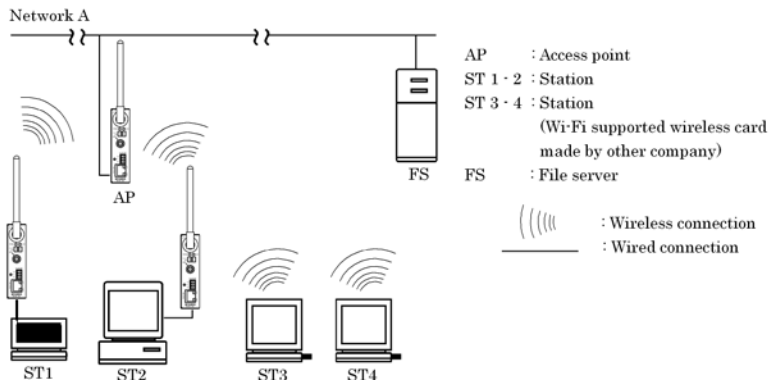 Network A
AP : Access point
ST 1 - 2 : Station
ST 3 - 4 : Station
(Wi-Fi supported wireless card
made by other company)
FS : File server
: Wireless connection
: Wired connection
AP
FS
ST1
ST2
ST3
ST4